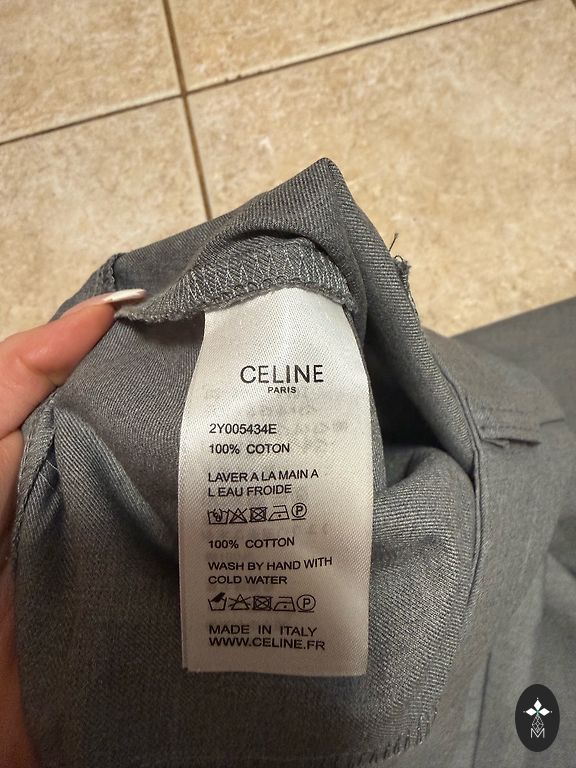 CELINE
PARIS
2Y005434E
100% COTON
LAVER A LA MAIN A
L EAU FROIDE
100% COTTON
WASH BY HAND WITH
COLD WATER
MADE IN ITALY
WWW.CELINE.FR
M